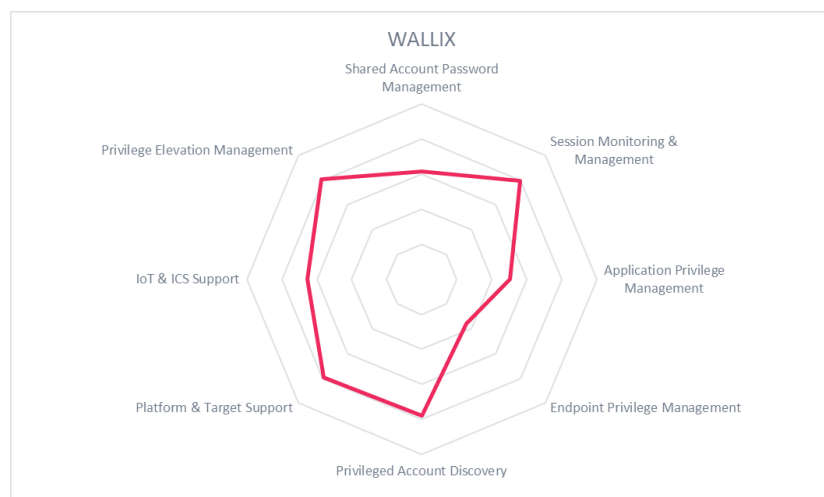 WALLIX
Shared Account Password
Management
Session Monitoring &
Management
Privilege Elevation Management
Application Privilege
Management
IoT & ICS Support
Endpoint Privilege Management
Platform & Target Support
Privileged Account Discovery